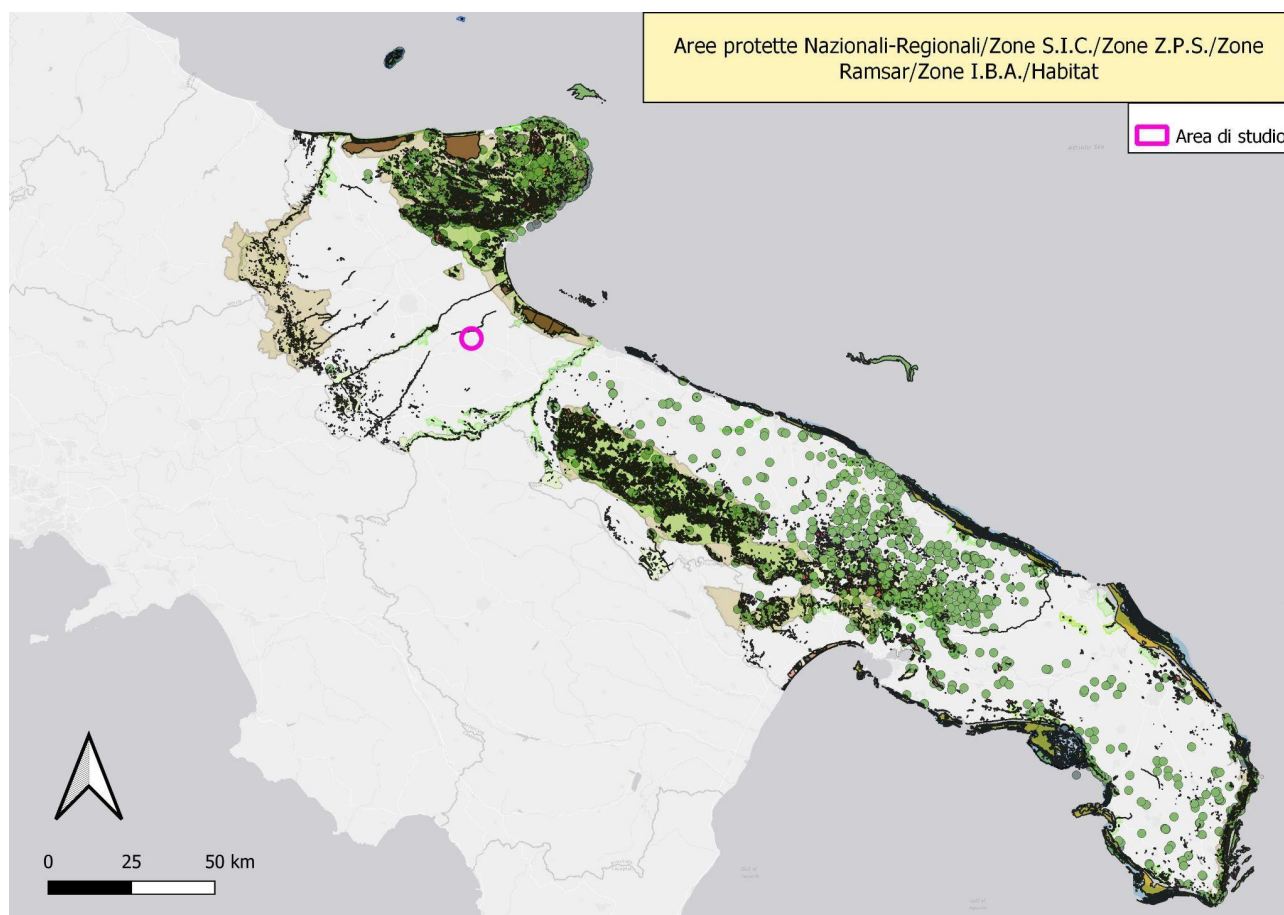 Aree protette Nazionali-Regionali/Zone S.I.C./Zone Z.P.S./Zone
Ramsar/Zone I.B.A./Habitat
Area di studio
0 25 50 km